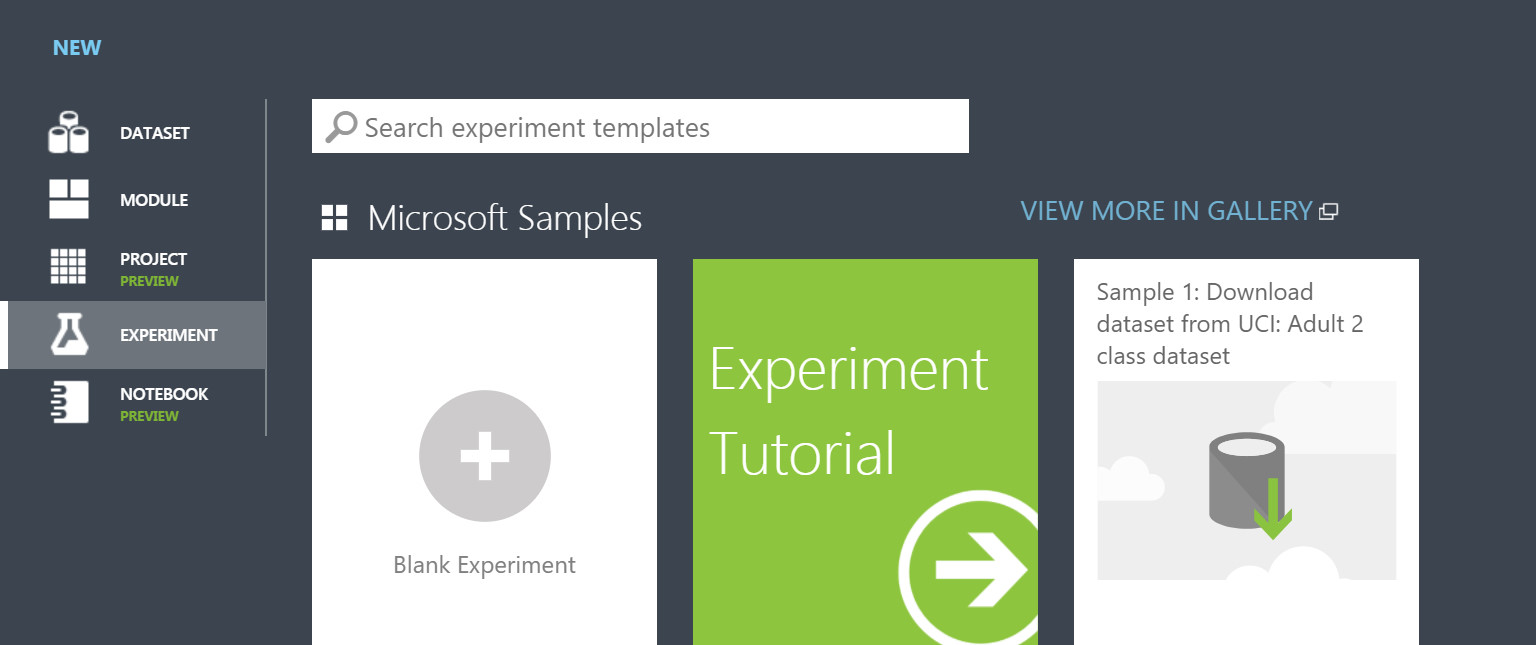 NEW
DATASET
MODULE
PROJECT
PREVIEW
EXPERIMENT
NOTEBOOK
PREVIEW
Search experiment templates
Microsoft Samples
VIEW MORE IN GALLERY
Blank Experiment
Experiment
Tutorial
Sample 1: Download
dataset from UCI: Adult 2
class dataset